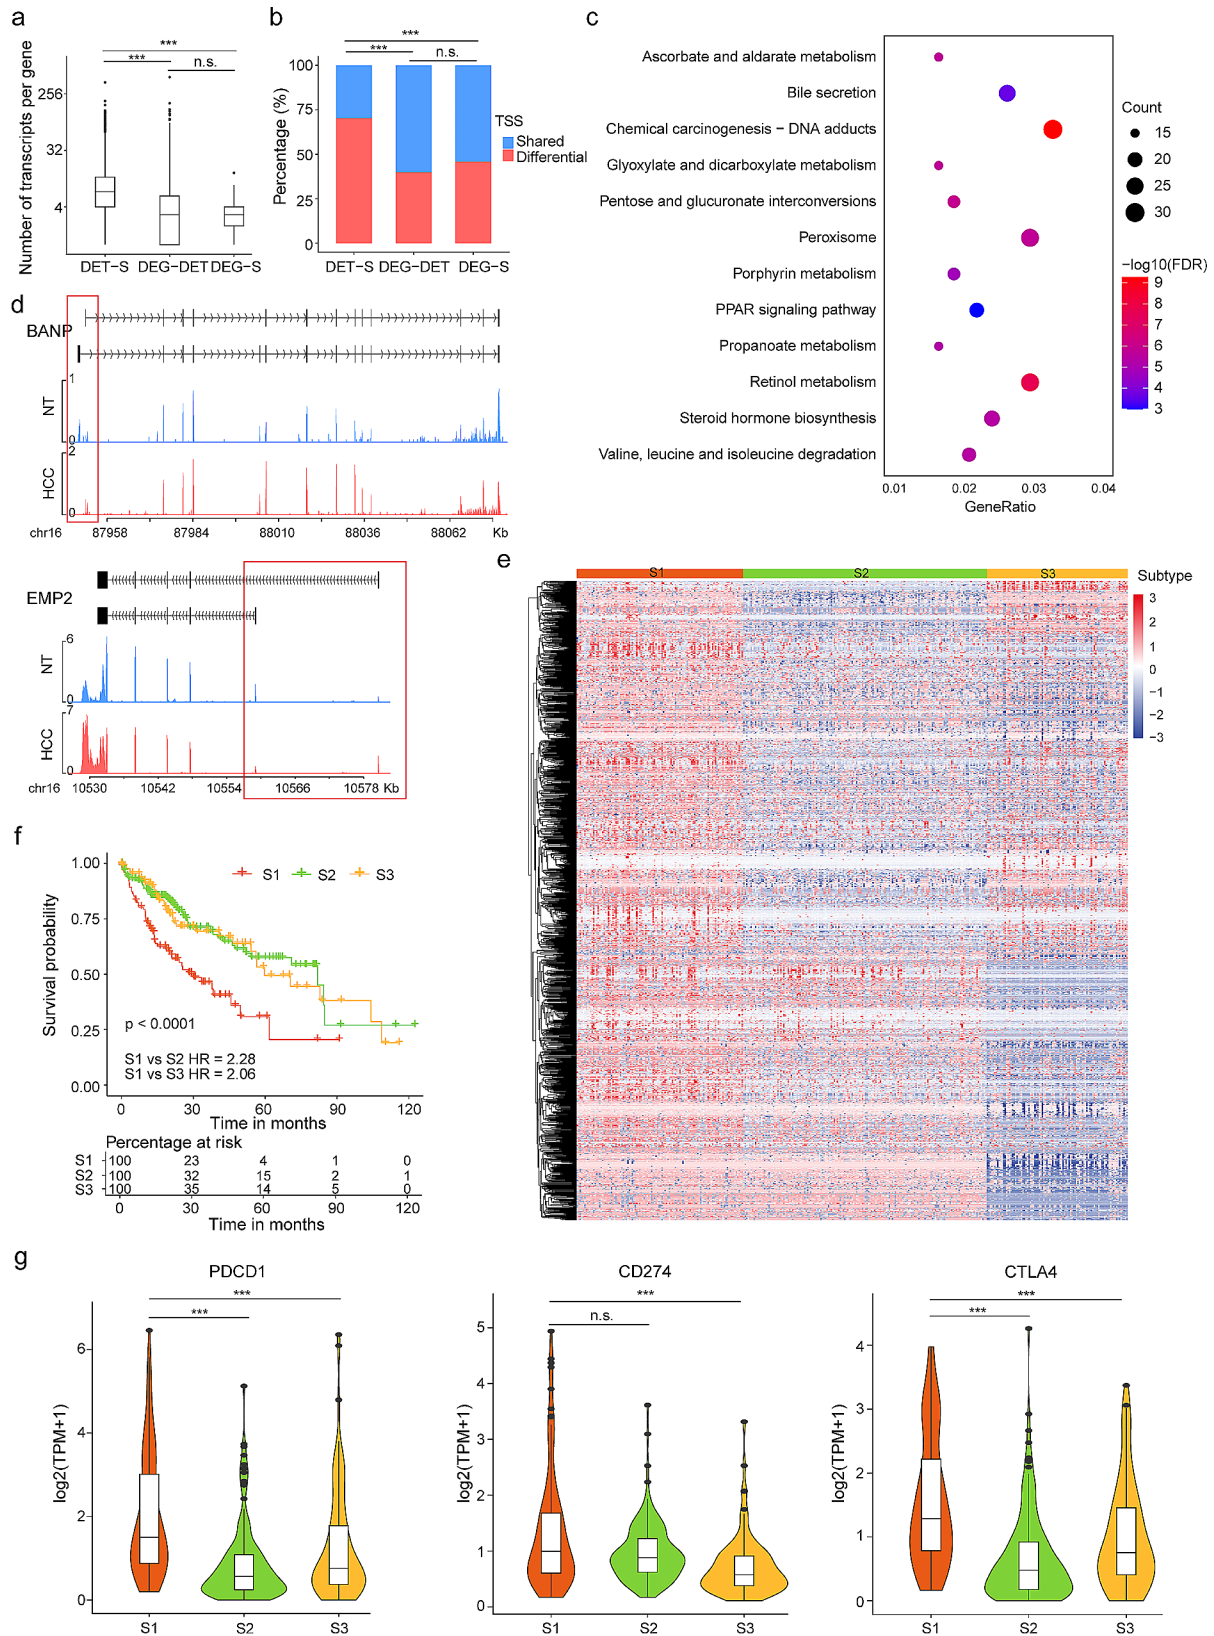 a
***
***
n.s.
Number of transcripts per gene
256
32
4
DET−S
DEG−DET
DEG−S
b
***
***
n.s.
Percentage (%)
100
75
50
25
0
DET−S
DEG−DET
DEG−S
TSS
Shared
Differential
c
Ascorbate and aldarate metabolism
Bile secretion
Chemical carcinogenesis − DNA adducts
Glyoxylate and dicarboxylate metabolism
Pentose and glucuronate interconversions
Peroxisome
Porphyrin metabolism
PPAR signaling pathway
Propanoate metabolism
Retinol metabolism
Steroid hormone biosynthesis
Valine, leucine and isoleucine degradation
0.01
0.02
0.03
0.04
GeneRatio
Count
15
20
25
30
−log10(FDR)
9
8
7
6
5
4
3
d
BANP
NT
1
0
HCC
2
0
chr16
87958
87984
88010
88036
88062
Kb
EMP2
NT
6
0
HCC
7
0
chr16
10530
10542
10554
10566
10578 Kb
e
S1
S2
S3
Subtype
3
2
1
0
−1
−2
−3
f
Survival probability
1.00
0.75
0.50
0.25
0.00
S1
S2
S3
p < 0.0001
S1 vs S2 HR = 2.28
S1 vs S3 HR = 2.06
0
30
60
90
120
Time in months
Percentage at risk
S1 100 23 4 1 0
S2 100 32 15 2 1
S3 100 35 14 5 0
0 30 60 90 120
Time in months
g
PDCD1
***
***
log2(TPM+1)
6
4
2
0
S1
S2
S3
CD274
***
n.s.
log2(TPM+1)
5
4
3
2
1
0
S1
S2
S3
CTLA4
***
***
log2(TPM+1)
4
3
2
1
0
S1
S2
S3